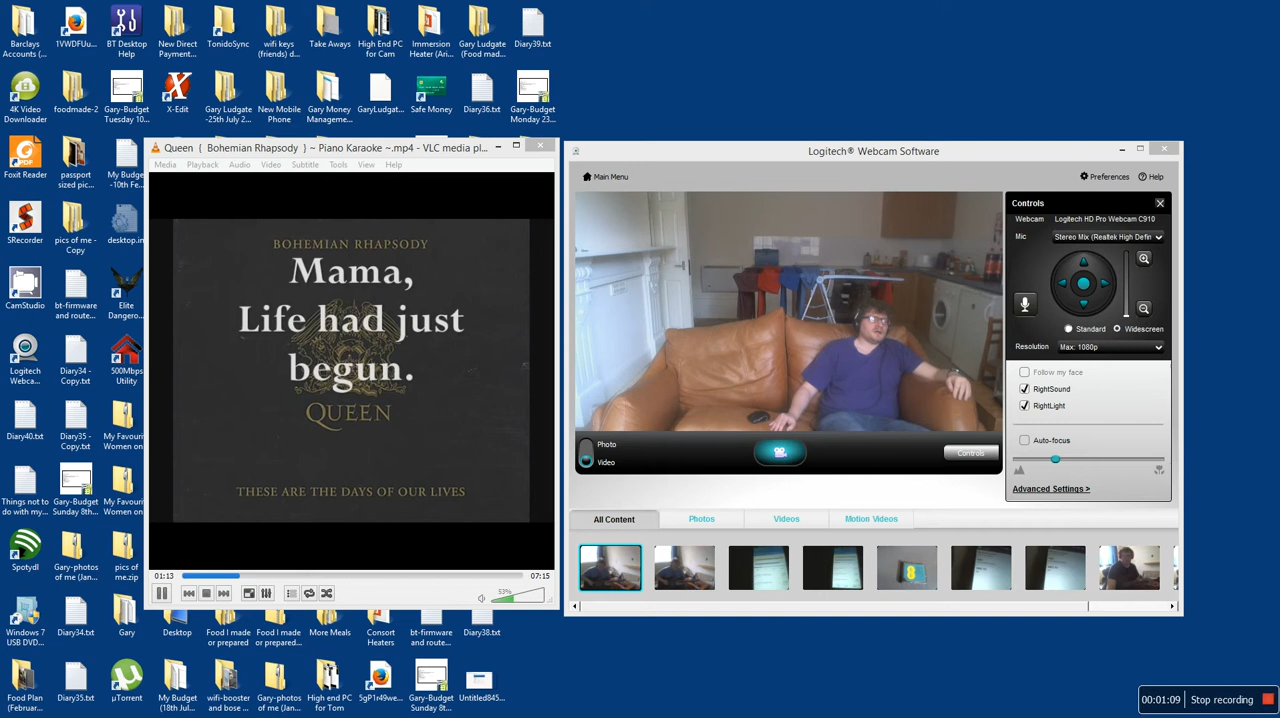 Barclays
Accounts (...
1VWDFUu...
BT Desktop
Help
New Direct
Payment...
TonidoSync
wifi keys
(friends) d...
Take Aways
High End PC
for Cam
Immersion
Heater (Ari...
Gary Ludgate
(Food mad...
Diary39.txt
4K Video
Downloader
foodmade-2
Gary-Budget
Tuesday 10...
X-Edit
Gary Ludgate
-25th July 2...
New Mobile
Phone
Gary Money
Manageme...
GaryLudgat...
Safe Money
Diary36.txt
Gary-Budget
Monday 23...
Foxit Reader
passport
sized pic...
My Budget
-10th Fe...
SRecorder
pics of me -
Copy
desktop.in
CamStudio
bt-firmware
and route...
Elite
Dangero...
Logitech
Webca...
Diary34 -
Copy.txt
500Mbps
Utility
Diary40.txt
Diary35 -
Copy.txt
My Favouri
Women on
Things not to
do with my...
Gary-Budget
Sunday 8th...
My Favouri
Women on
Spotydl
Gary-photos
of me (Jan...
pics of
me.zip
Windows 7
USB DVD...
Diary34.txt
Gary
Desktop
Food I made
or prepared
Food I made
or prepared
More Meals
Consort
Heaters
bt-firmware
and route...
Diary38.txt
Food Plan
(Februar...
Diary35.txt
µTorrent
My Budget
(18th Jul...
wifi-booster
and bose ...
Gary-photos
of me (Jan...
High end PC
for Tom
5gP1r49we...
Gary-Budget
Sunday 8t...
Untitled845...
Queen { Bohemian Rhapsody } ~ Piano Karaoke ~.mp4 - VLC media pl...
Media Playback Audio Video Subtitle Tools View Help
BOHEMIAN RHAPSODY
Mama,
Life had just
begun.
QUEEN
THESE ARE THE DAYS OF OUR LIVES
01:13 07:15
53%
Logitech® Webcam Software
Main Menu Preferences Help
Controls
Webcam Logitech HD Pro Webcam C910
Mic Stereo Mix (Realtek High Defin
Standard Widescreen
Resolution Max: 1080p
Follow my face
RightSound
RightLight
Auto-focus
Advanced Settings >
Photo
Video
Controls
All Content Photos Videos Motion Videos
00:01:09 Stop recording